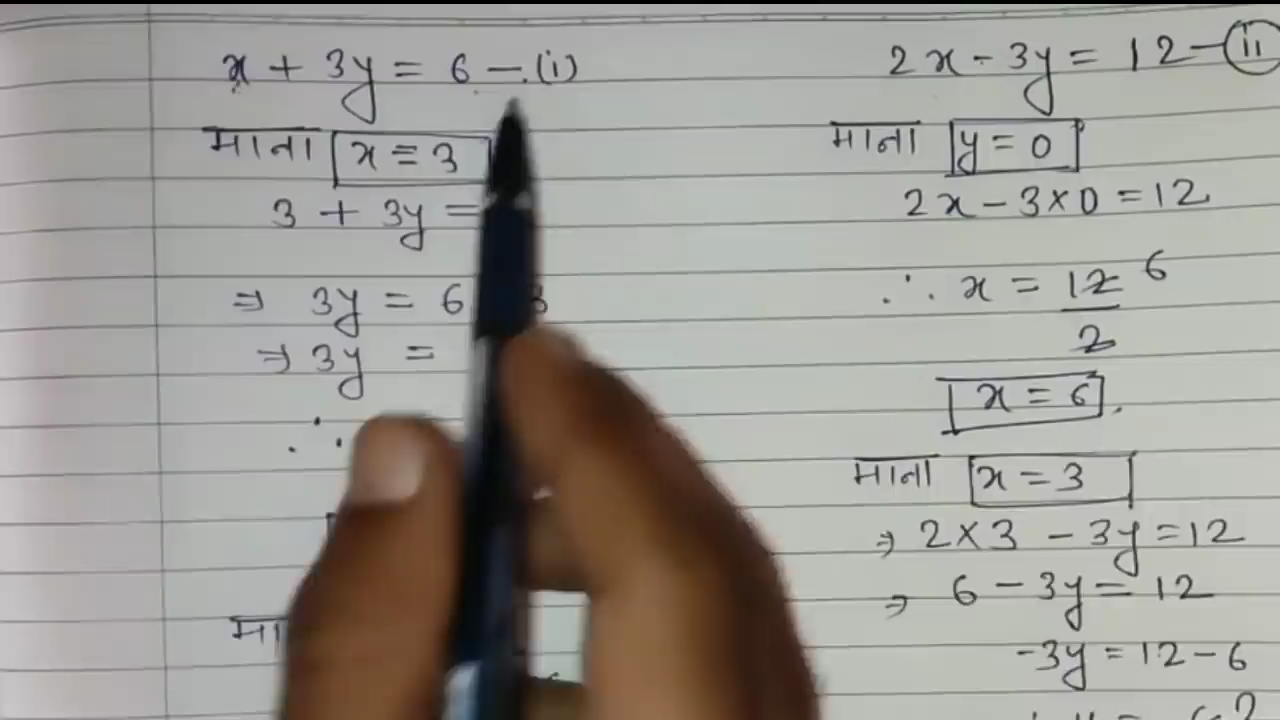 x + 3y = 6 — (i)
माना x = 3
3 + 3y =
⇒ 3y = 6
⇒ 3y =
∴
2x - 3y = 12 — (ii)
माना y = 0
2x - 3×0 = 12
∴ x = 12/2 6
x = 6.
माना x = 3
⇒ 2×3 - 3y = 12
⇒ 6 - 3y = 12
-3y = 12 - 6